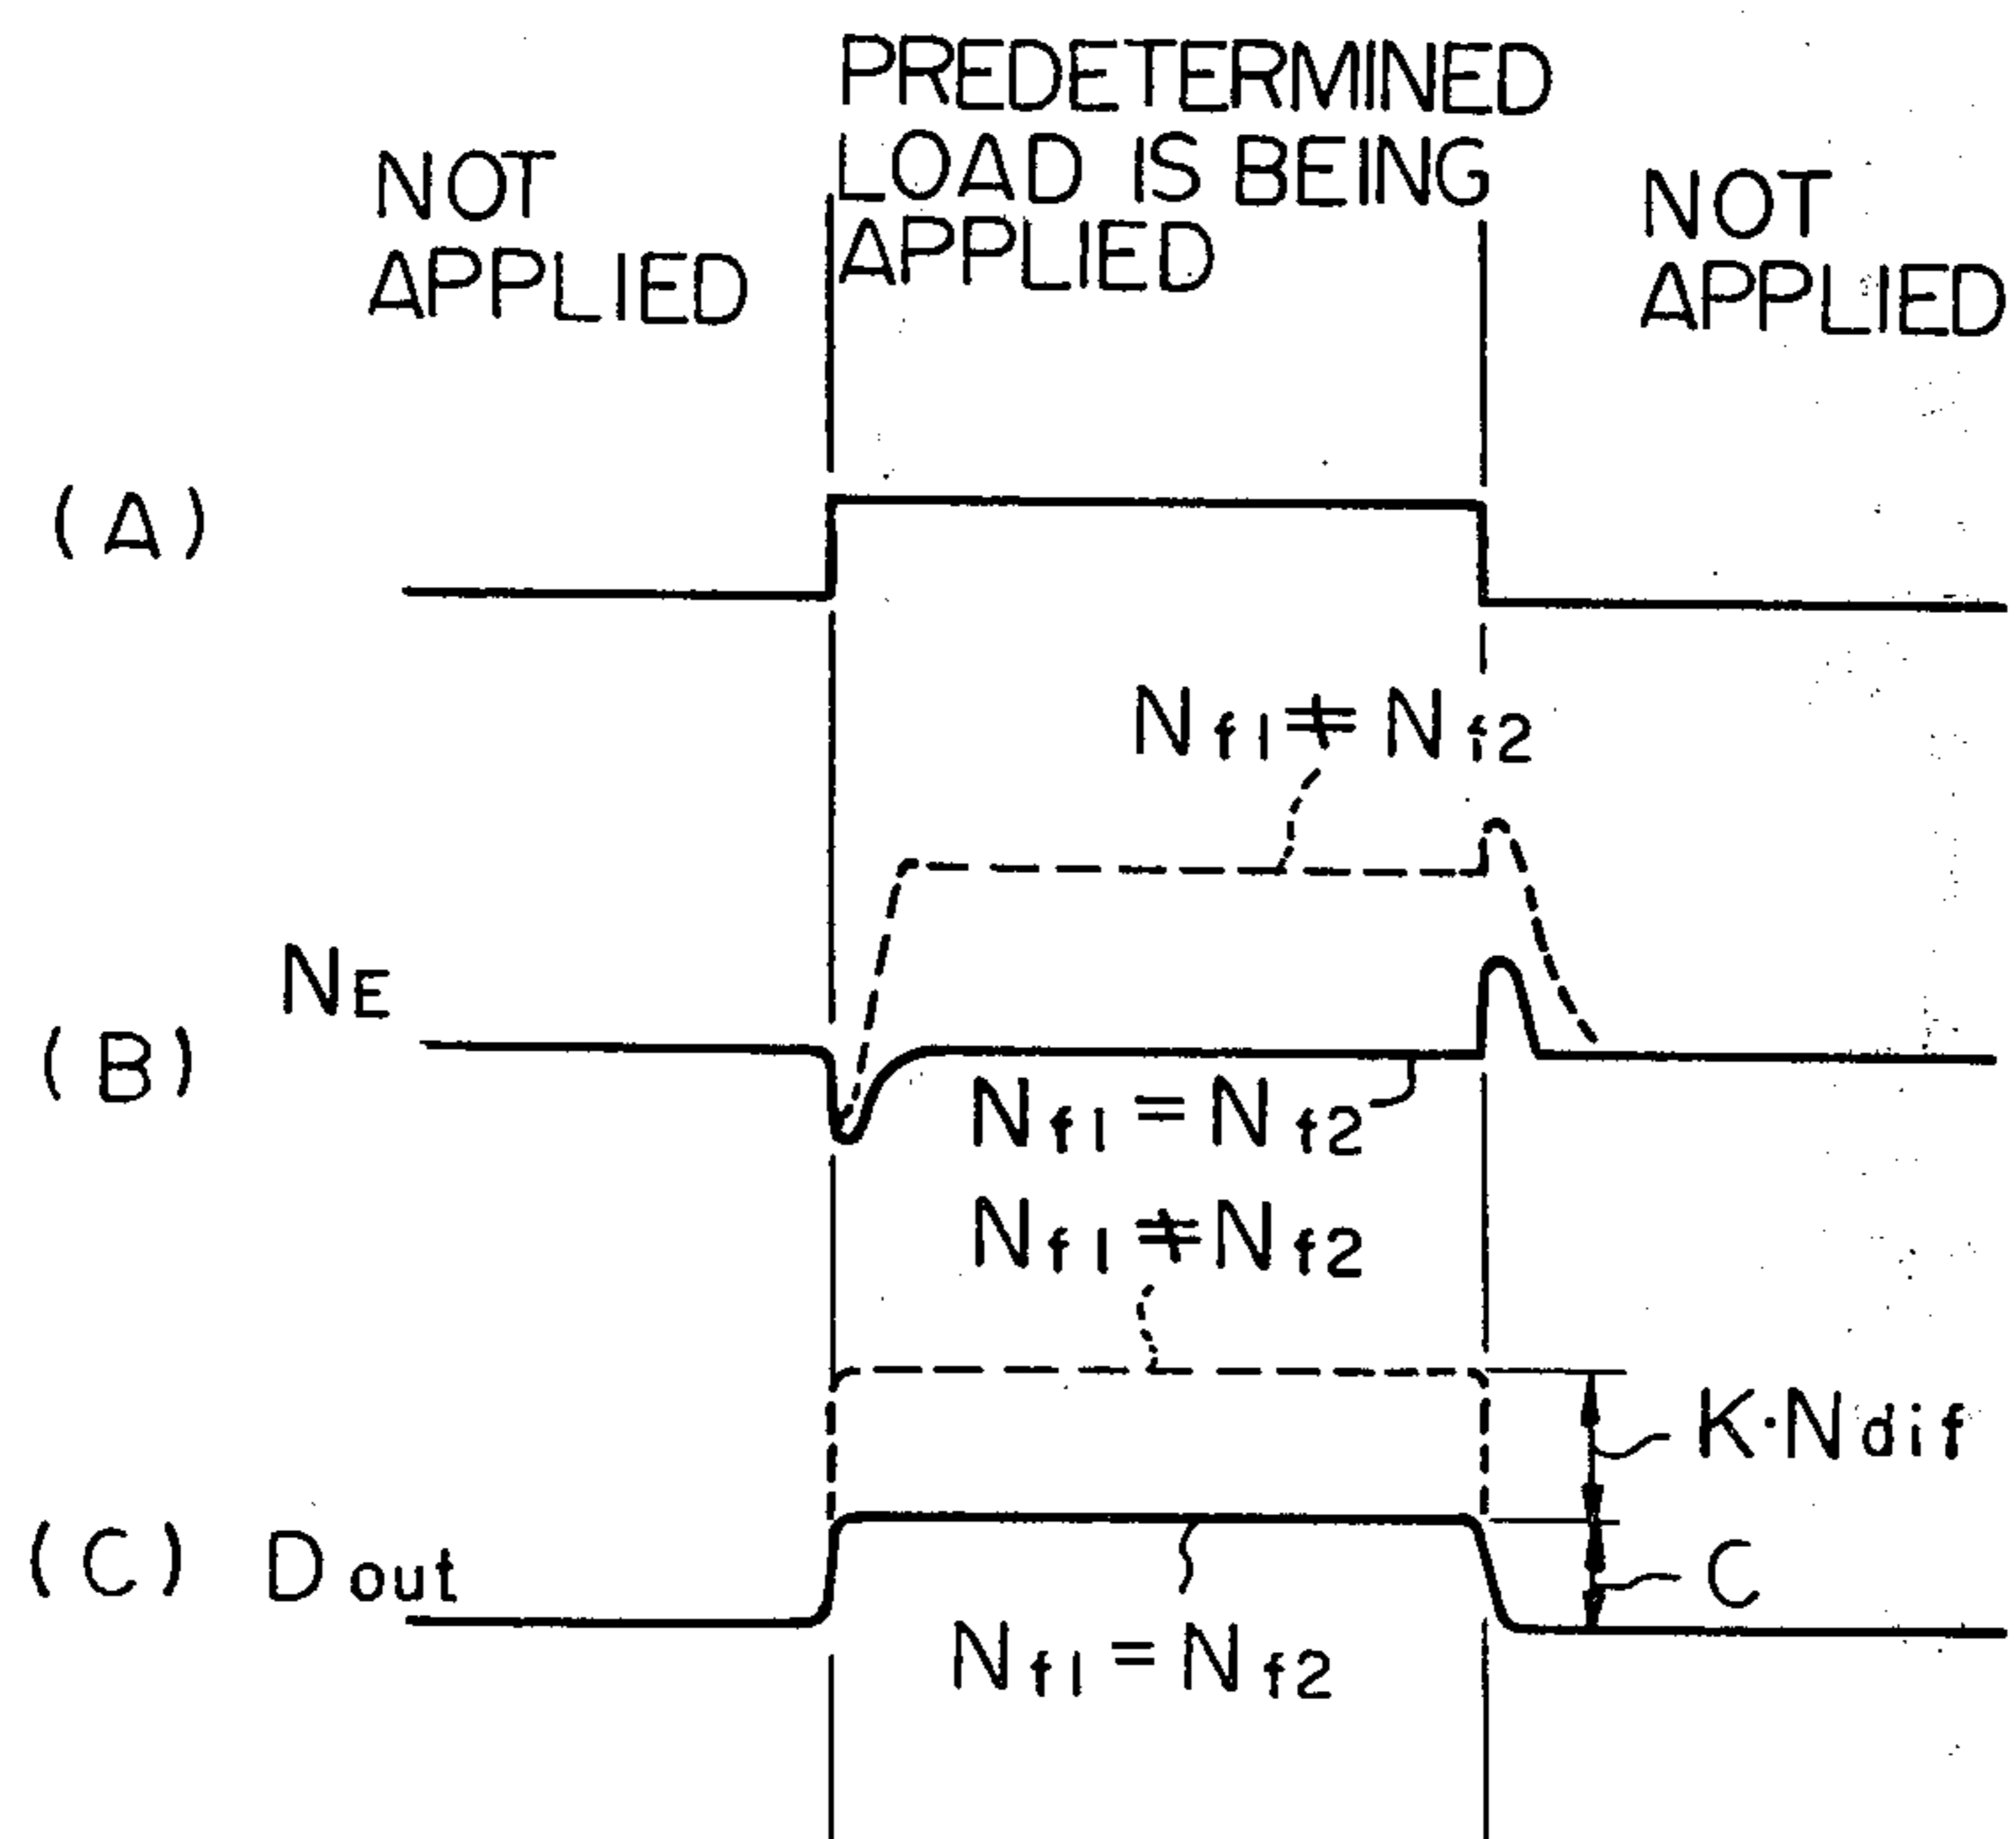 PREDETERMINED
LOAD IS BEING
APPLIED
NOT
APPLIED
NOT
APPLIED
(A)
Nf1≠Nf2
NE
(B)
Nf1=Nf2
Nf1≠Nf2
K·Ndif
(C) Dout
C
Nf1=Nf2